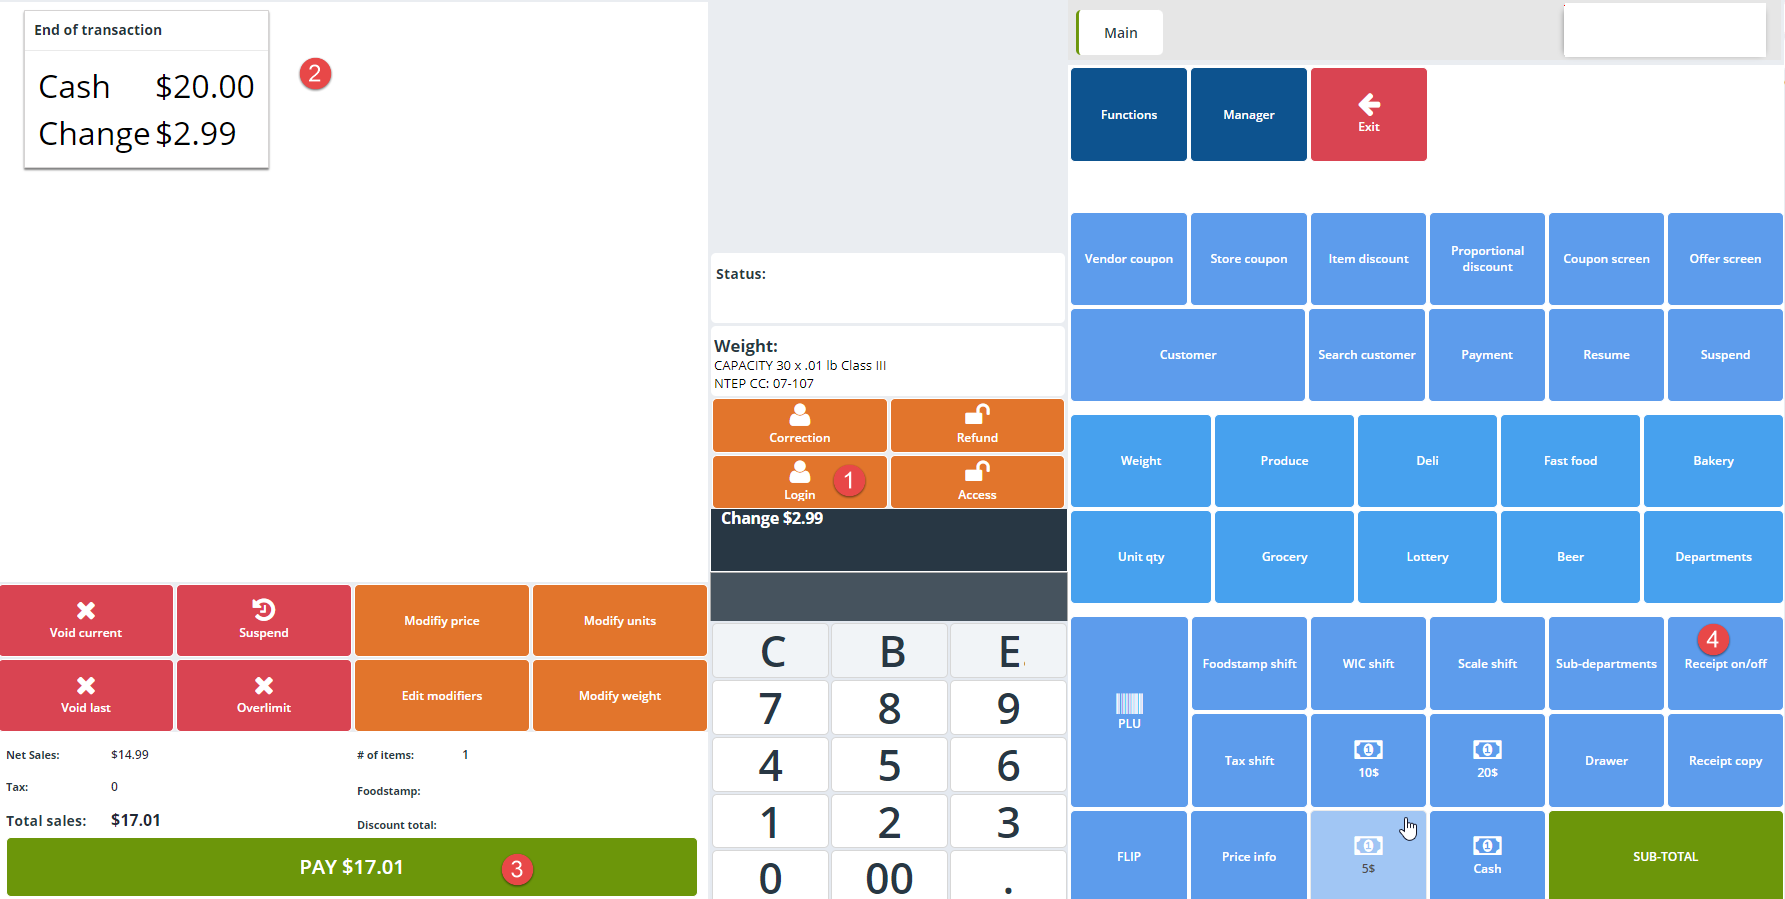 End of transaction
Cash $20.00
Change $2.99
2
Void current
Suspend
Modifiy price
Modify units
Void last
Overlimit
Edit modifiers
Modify weight
Net Sales: $14.99 # of items: 1
Tax: 0 Foodstamp:
Total sales: $17.01 Discount total:
PAY $17.01
3
Status:
Weight:
CAPACITY 30 x .01 lb Class III
NTEP CC: 07-107
Correction
Refund
Login
1
Access
Change $2.99
C B E.
7 8 9
4 5 6
1 2 3
0 00 .
Main
Functions
Manager
Exit
Vendor coupon
Store coupon
Item discount
Proportional
discount
Coupon screen
Offer screen
Customer
Search customer
Payment
Resume
Suspend
Weight
Produce
Deli
Fast food
Bakery
Unit qty
Grocery
Lottery
Beer
Departments
PLU
Foodstamp shift
WIC shift
Scale shift
Sub-departments
4
Receipt on/off
Tax shift
1
10$
1
20$
Drawer
Receipt copy
FLIP
Price info
1
5$
1
Cash
SUB-TOTAL